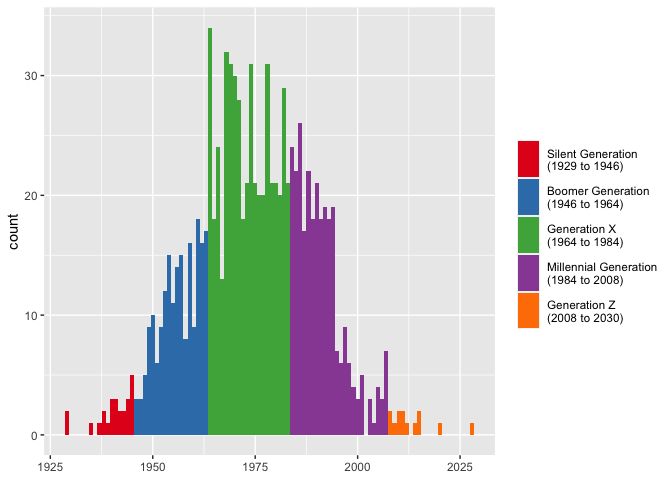 30
20
10
0
count
1925
1950
1975
2000
2025
Silent Generation
(1929 to 1946)
Boomer Generation
(1946 to 1964)
Generation X
(1964 to 1984)
Millennial Generation
(1984 to 2008)
Generation Z
(2008 to 2030)